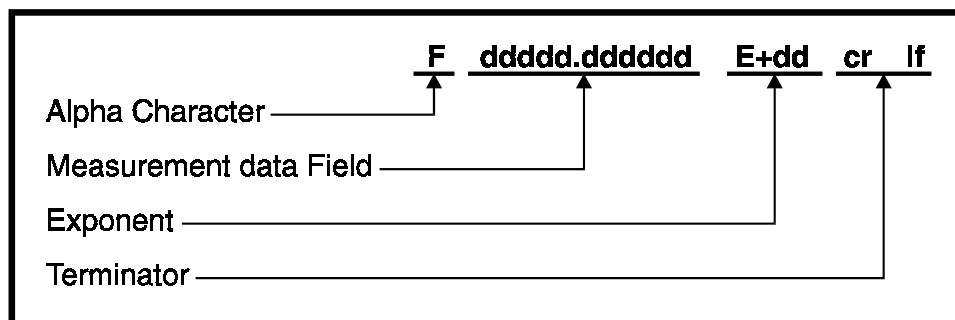 F ddddd.dddddd E+dd cr lf
Alpha Character
Measurement data Field
Exponent
Terminator